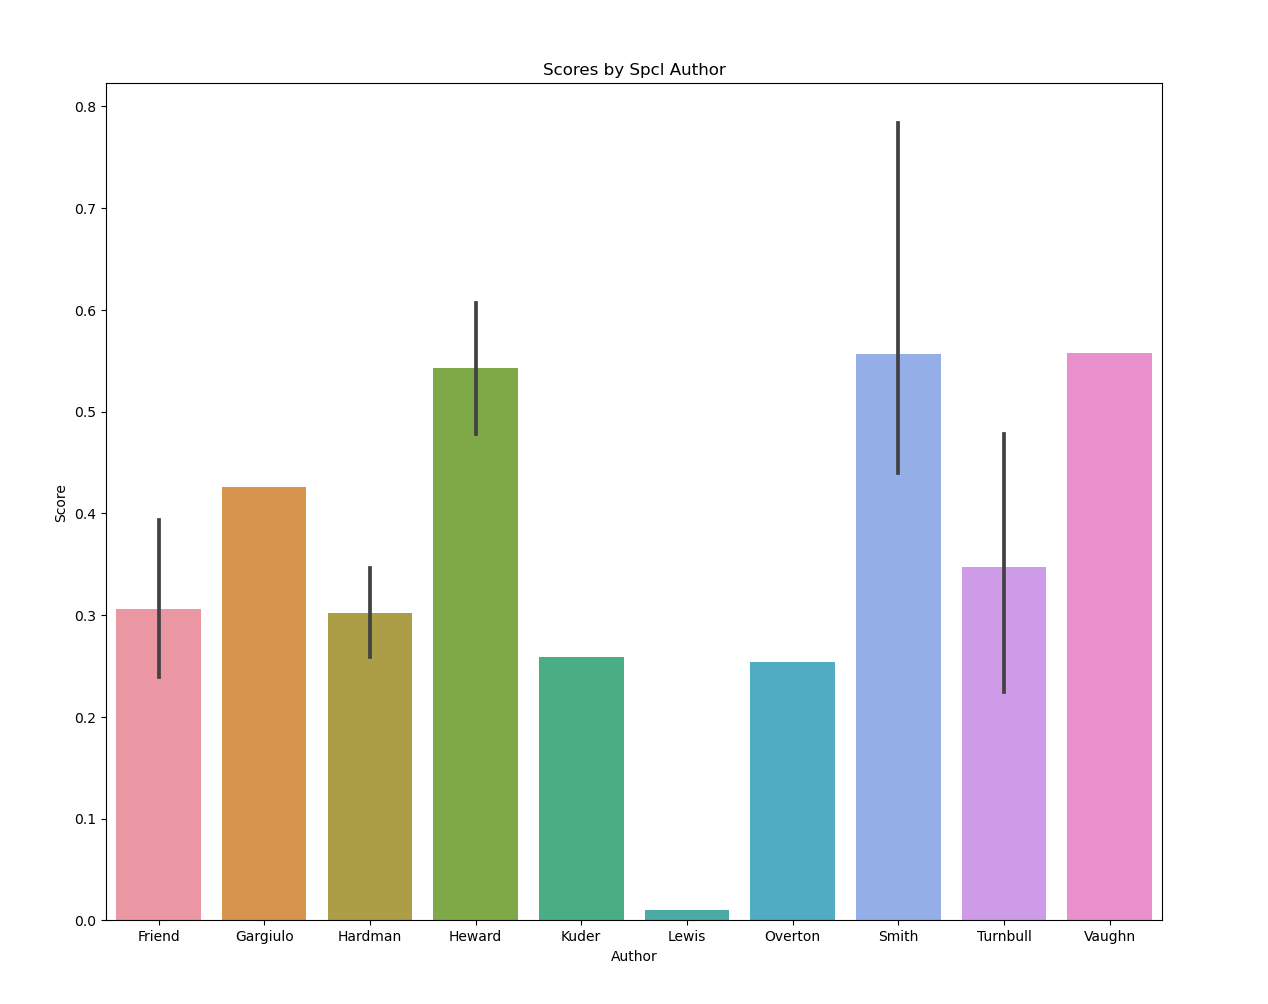 Scores by Spcl Author
0.8
0.7
0.6
0.5
0.4
0.3
0.2
0.1
0.0
Score
Friend Gargiulo Hardman Heward Kuder Lewis Overton Smith Turnbull Vaughn
Author